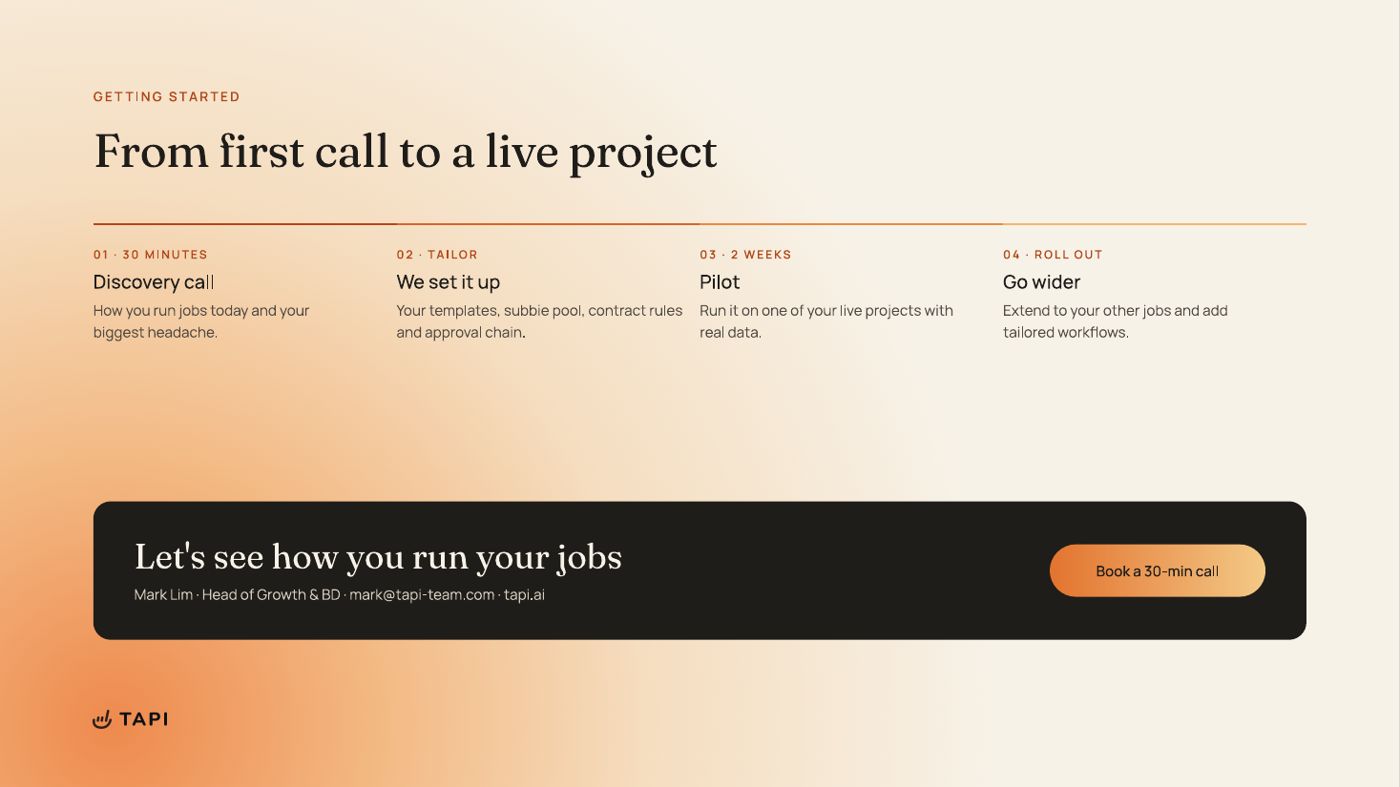 GETTING STARTED
From first call to a live project
01 · 30 MINUTES
Discovery call
How you run jobs today and your
biggest headache.
02 · TAILOR
We set it up
Your templates, subbie pool, contract rules
and approval chain.
03 · 2 WEEKS
Pilot
Run it on one of your live projects with
real data.
04 · ROLL OUT
Go wider
Extend to your other jobs and add
tailored workflows.
Let's see how you run your jobs
Mark Lim · Head of Growth & BD · mark@tapi-team.com · tapi.ai
Book a 30-min call
TAPI